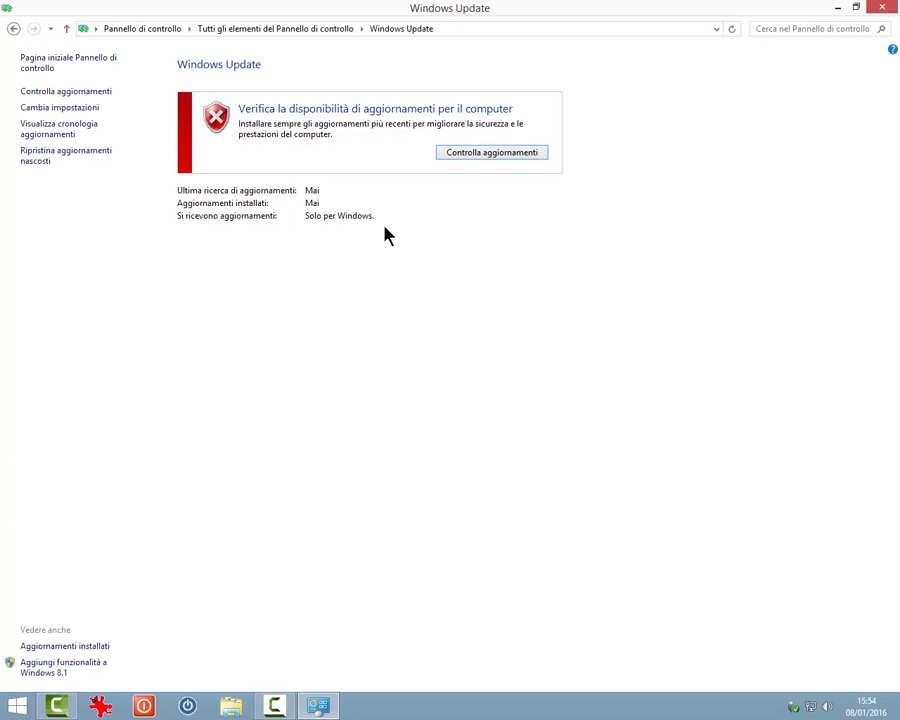 Windows Update
Pannello di controllo
Tutti gli elementi del Pannello di controllo
Windows Update
Cerca nel Pannello di controllo
Pagina iniziale Pannello di
controllo
Controlla aggiornamenti
Cambia impostazioni
Visualizza cronologia
aggiornamenti
Ripristina aggiornamenti
nascosti
Windows Update
Verifica la disponibilità di aggiornamenti per il computer
Installare sempre gli aggiornamenti più recenti per migliorare la sicurezza e le
prestazioni del computer.
Controlla aggiornamenti
Ultima ricerca di aggiornamenti: Mai
Aggiornamenti installati: Mai
Si ricevono aggiornamenti: Solo per Windows.
Vedere anche
Aggiornamenti installati
Aggiungi funzionalità a
Windows 8.1
15:54
08/01/2016